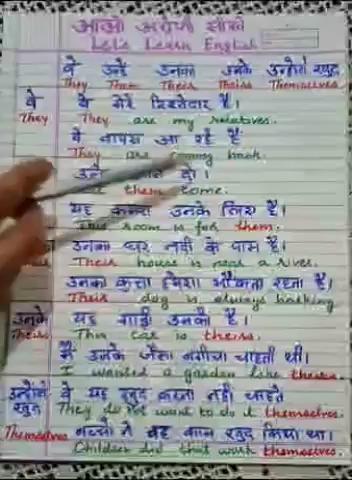 आओ अंग्रेजी सीखें
Let's Learn English
वे उन्हें उनका उनके उन्होंने खुद
They Them Their Theirs Themselves
वे ये मेरे रिश्तेदार हैं।
They They are my relatives.
वे वापस आ रहे हैं
They are coming back.
दो।
them come.
यह कमरा उनके लिए है।
This room is for them.
उनका घर नदी के पास है।
Their house is near a river.
उनका कुत्ता हमेशा भौंकता रहता है।
Their dog is always barking
उनके यह गाड़ी उनकी है।
Theirs This car is theirs.
मैं उनके जैसा बगीचा चाहती थी।
I wanted a garden like theirs
उन्होंने वे यह खुद करना नहीं चाहते
खुद They do not want to do it themselves.
बच्चों ने वह काम खुद किया था।
Themselves Children did that work themselves.